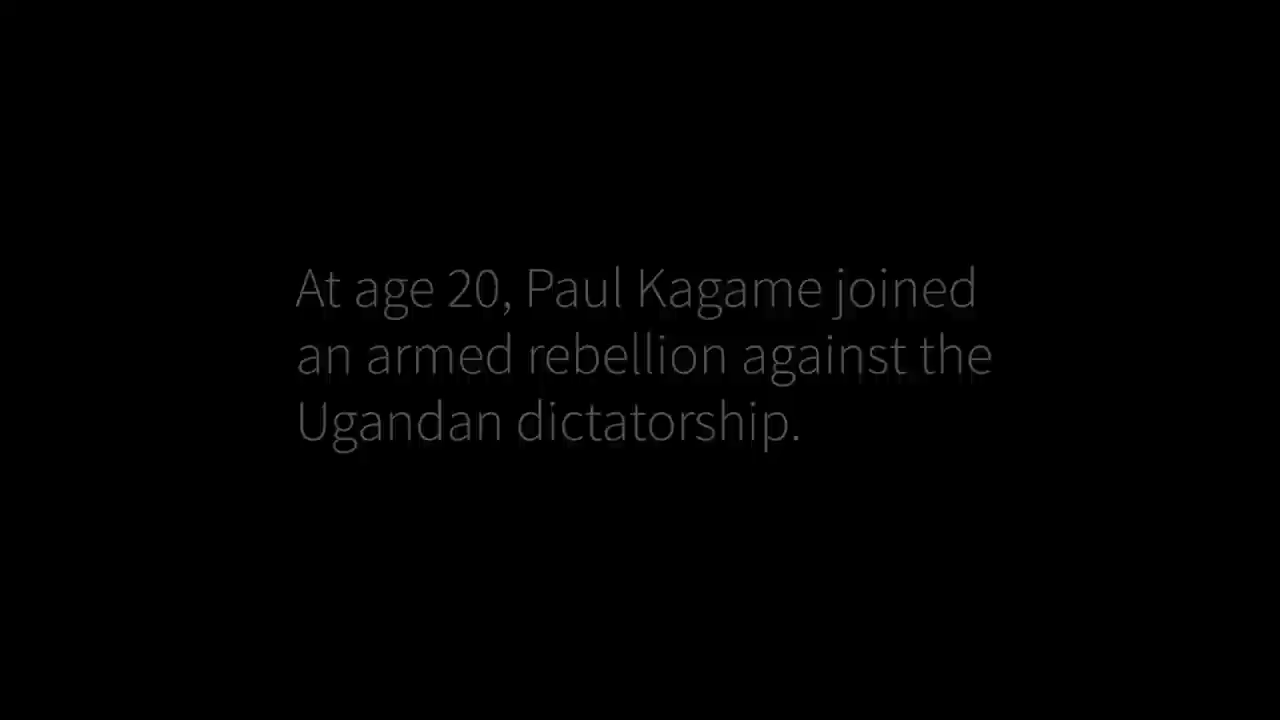 At age 20, Paul Kagame joined
an armed rebellion against the
Ugandan dictatorship.